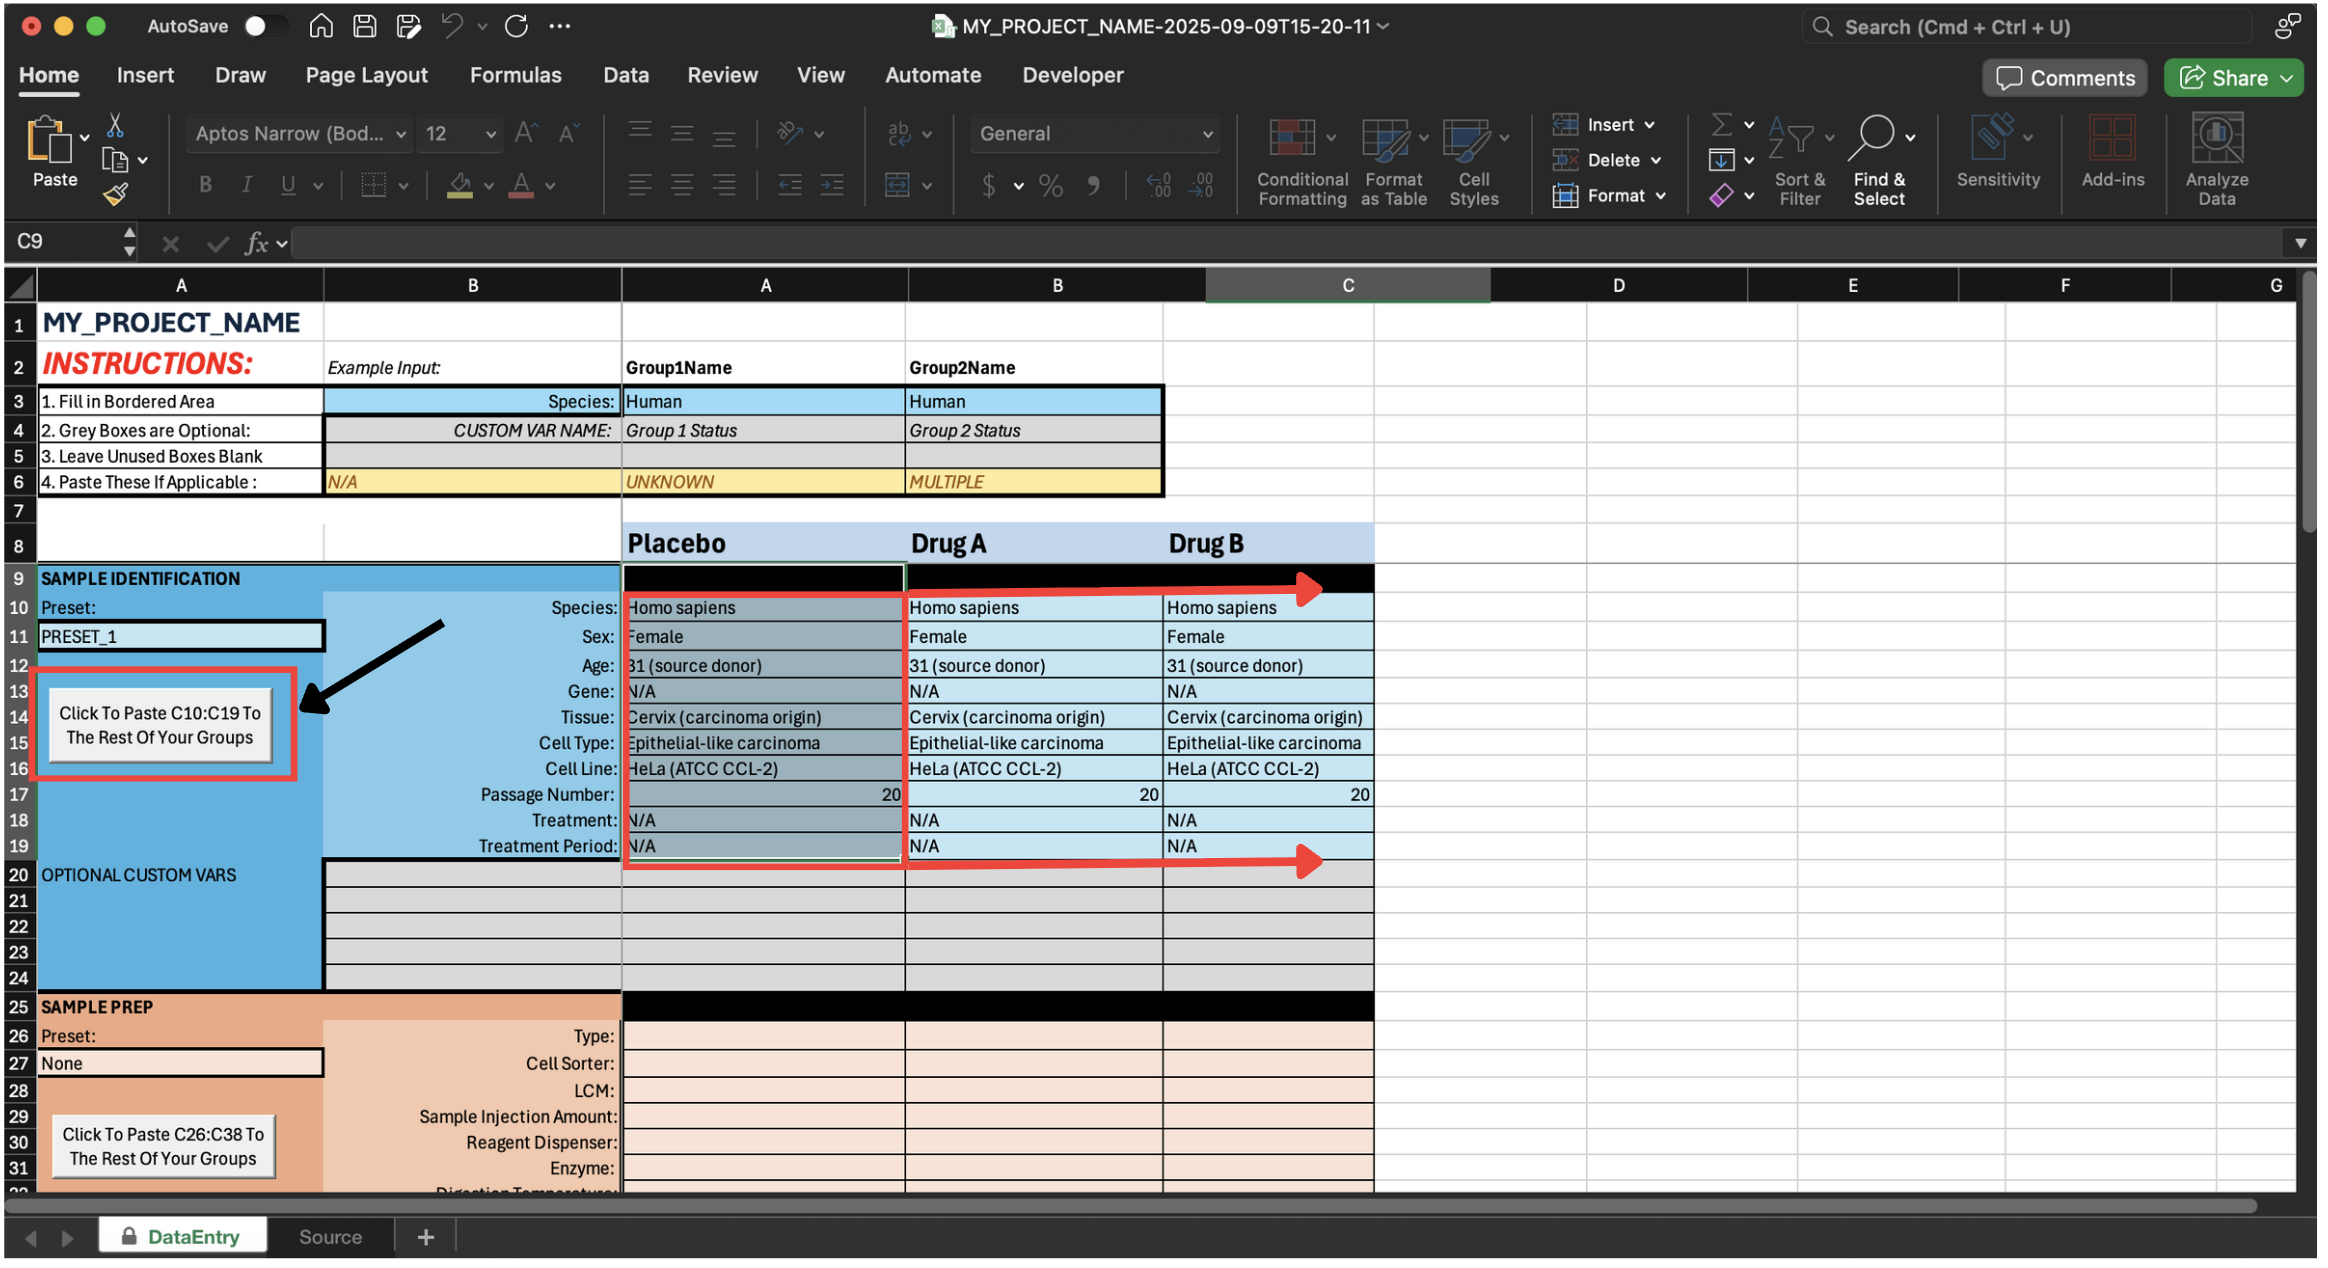 AutoSave
MY_PROJECT_NAME-2025-09-09T15-20-11
Search (Cmd + Ctrl + U)
Home Insert Draw Page Layout Formulas Data Review View Automate Developer
Comments Share
Paste
Aptos Narrow (Bod... 12
General
B I U
$ % 9
Conditional Formatting
Format as Table
Cell Styles
Insert
Delete
Format
Sort & Filter
Find & Select
Sensitivity
Add-ins
Analyze Data
C9 fx
A B A B C D E F G
1 MY_PROJECT_NAME
2 INSTRUCTIONS: Example Input: Group1Name Group2Name
3 1. Fill in Bordered Area Species: Human Human
4 2. Grey Boxes are Optional: CUSTOM VAR NAME: Group 1 Status Group 2 Status
5 3. Leave Unused Boxes Blank
6 4. Paste These If Applicable : N/A UNKNOWN MULTIPLE
7
8 Placebo Drug A Drug B
9 SAMPLE IDENTIFICATION
10 Preset: Species: Homo sapiens Homo sapiens Homo sapiens
11 PRESET_1 Sex: Female Female Female
12 Age: 31 (source donor) 31 (source donor) 31 (source donor)
13 Gene: N/A N/A N/A
Click To Paste C10:C19 To
The Rest Of Your Groups
14 Tissue: Cervix (carcinoma origin) Cervix (carcinoma origin) Cervix (carcinoma origin)
15 Cell Type: Epithelial-like carcinoma Epithelial-like carcinoma Epithelial-like carcinoma
16 Cell Line: HeLa (ATCC CCL-2) HeLa (ATCC CCL-2) HeLa (ATCC CCL-2)
17 Passage Number: 20 20 20
18 Treatment: N/A N/A N/A
19 Treatment Period: N/A N/A N/A
20 OPTIONAL CUSTOM VARS
21
22
23
24
25 SAMPLE PREP
26 Preset: Type:
27 None Cell Sorter:
28 LCM:
29 Sample Injection Amount:
Click To Paste C26:C38 To
The Rest Of Your Groups
30 Reagent Dispenser:
31 Enzyme:
DataEntry Source +